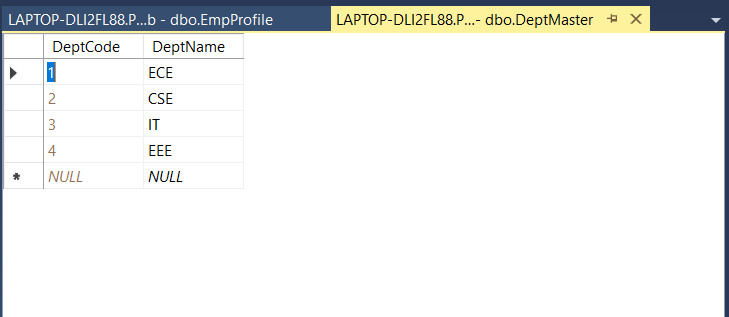 LAPTOP-DLI2FL88.P...b - dbo.EmpProfile LAPTOP-DLI2FL88.P...- dbo.DeptMaster
DeptCode DeptName
1 ECE
2 CSE
3 IT
4 EEE
NULL NULL